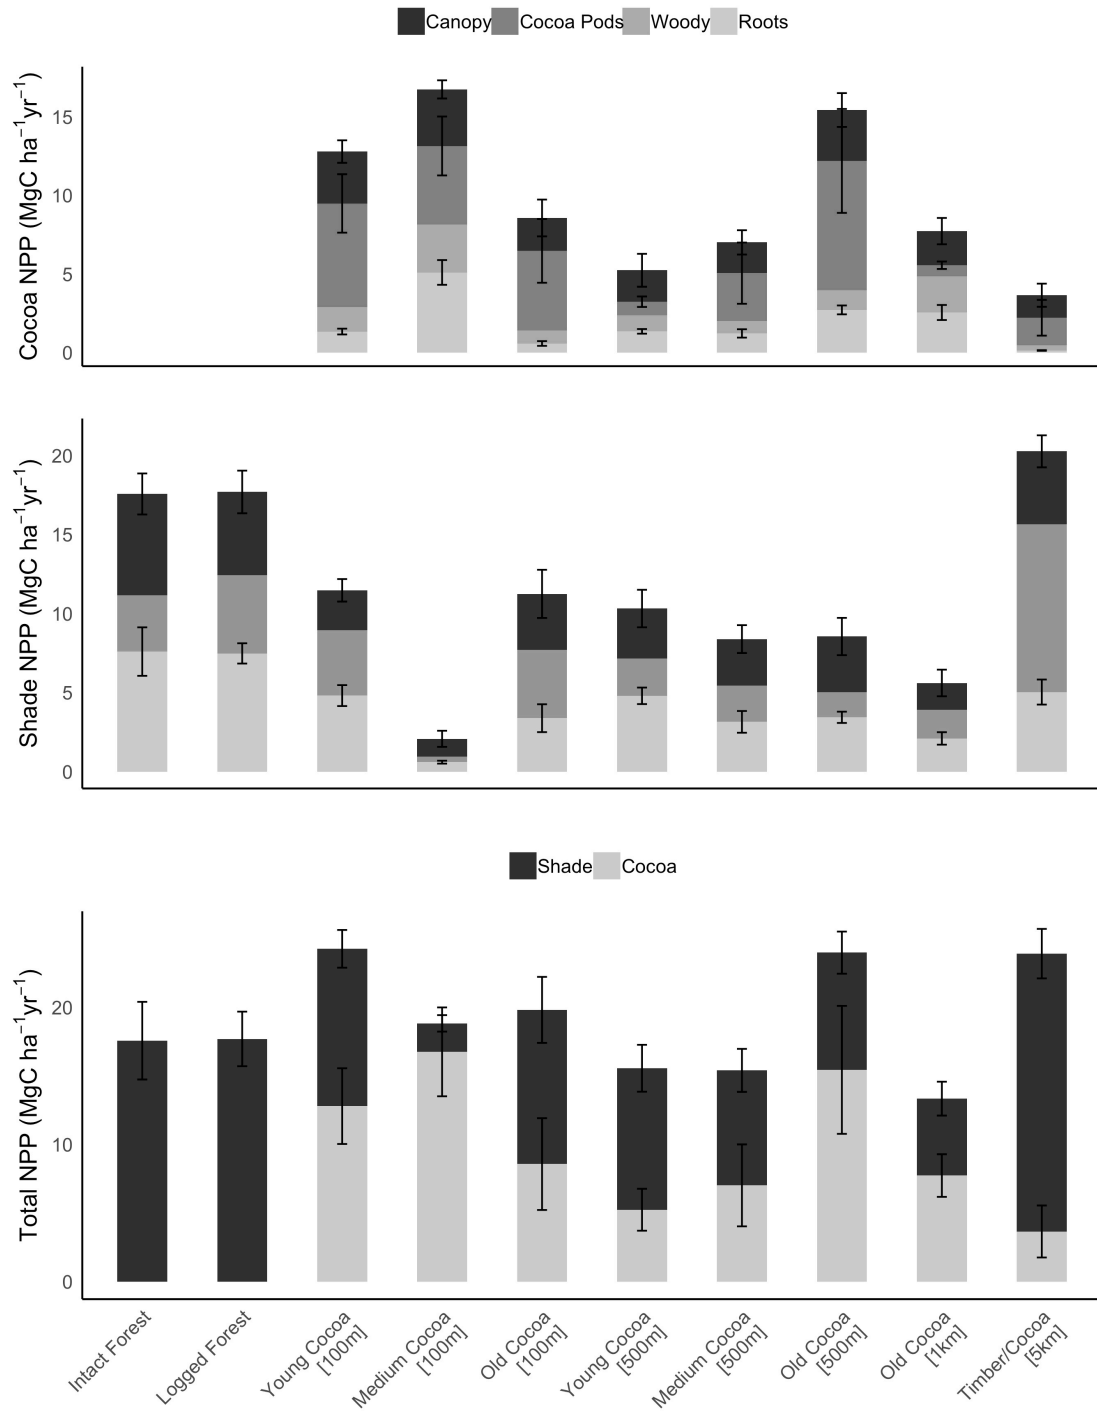 Canopy Cocoa Pods Woody Roots
Cocoa NPP (MgC ha⁻¹yr⁻¹)
15
10
5
0
Shade NPP (MgC ha⁻¹yr⁻¹)
20
15
10
5
0
Shade Cocoa
Total NPP (MgC ha⁻¹yr⁻¹)
20
10
0
Intact Forest
Logged Forest
Young Cocoa
[100m]
Medium Cocoa
[100m]
Old Cocoa
[100m]
Young Cocoa
[500m]
Medium Cocoa
[500m]
Old Cocoa
[500m]
Old Cocoa
[1km]
Timber/Cocoa
[5km]